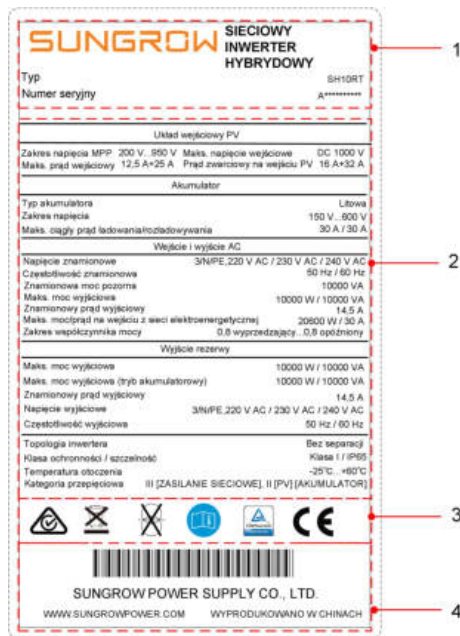 SUNGROW
SIECIOWY
INWERTER
HYBRYDOWY
1
Typ SH10RT
Numer seryjny A**********
Układ wejściowy PV
Zakres napięcia MPP 200 V...950 V Maks. napięcie wejściowe DC 1000 V
Maks. prąd wejściowy 12,5 A+25 A Prąd zwarciowy na wejściu PV 16 A+32 A
Akumulator
Typ akumulatora Litowa
Zakres napięcia 150 V...600 V
Maks. ciągły prąd ładowania/rozładowywania 30 A / 30 A
Wejście i wyjście AC
2
Napięcie znamionowe 3/N/PE,220 V AC / 230 V AC / 240 V AC
Częstotliwość znamionowa 50 Hz / 60 Hz
Znamionowa moc pozorna 10000 VA
Maks. moc wyjściowa 10000 W / 10000 VA
Znamionowy prąd wyjściowy 14,5 A
Maks. moc/prąd na wejściu z sieci elektroenergetycznej 20600 W / 30 A
Zakres współczynnika mocy 0,8 wyprzedzający...0,8 opóźniony
Wyjście rezerwy
Maks. moc wyjściowa 10000 W / 10000 VA
Maks. moc wyjściowa (tryb akumulatorowy) 10000 W / 10000 VA
Znamionowy prąd wyjściowy 14,5 A
Napięcie wyjściowe 3/N/PE,220 V AC / 230 V AC / 240 V AC
Częstotliwość wyjściowa 50 Hz / 60 Hz
Topologia inwertera Bez separacji
Klasa ochronności / szczelność Klasa I / IP65
Temperatura otoczenia -25°C...+60°C
Kategoria przepięciowa III [ZASILANIE SIECIOWE], II [PV] [AKUMULATOR]
CE
3
SUNGROW POWER SUPPLY CO., LTD.
WWW.SUNGROWPOWER.COM WYPRODUKOWANO W CHINACH
4